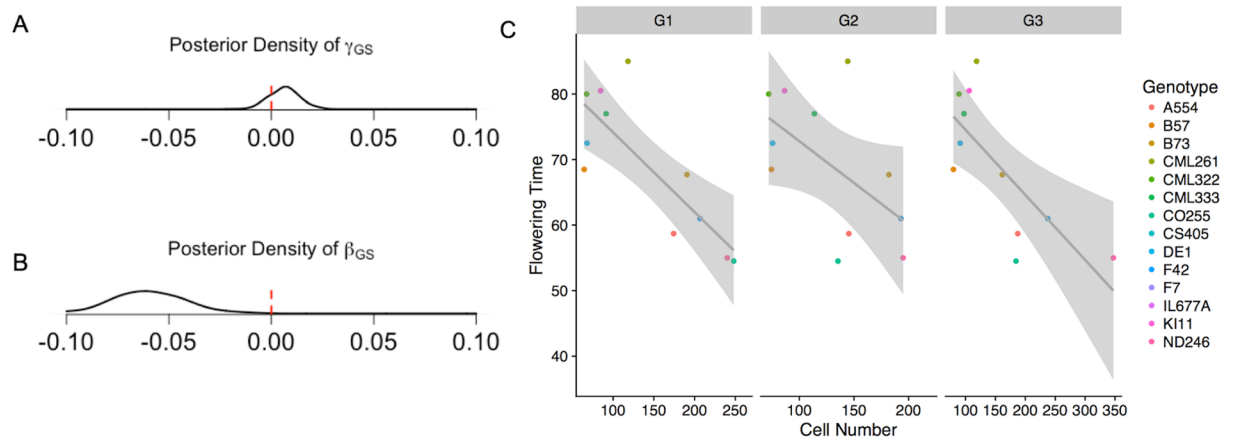 A
Posterior Density of γGS
-0.10 -0.05 0.00 0.05 0.10
B
Posterior Density of βGS
-0.10 -0.05 0.00 0.05 0.10
C
G1 G2 G3
Flowering Time
80
70
60
50
40
100 150 200 250 100 150 200 100 150 200 250 300 350
Cell Number
Genotype
A554
B57
B73
CML261
CML322
CML333
CO255
CS405
DE1
F42
F7
IL677A
KI11
ND246